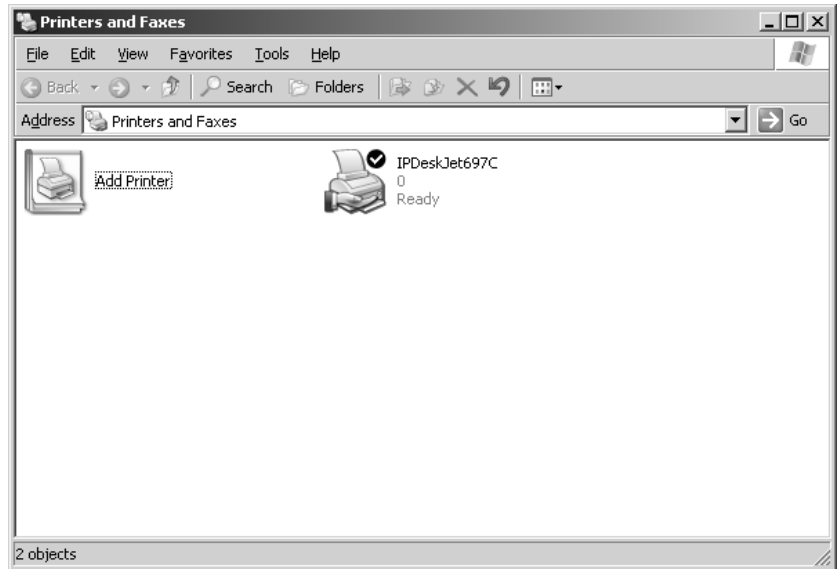 Printers and Faxes
File Edit View Favorites Tools Help
Back Search Folders
Address Printers and Faxes Go
Add Printer
IPDeskJet697C
0
Ready
2 objects